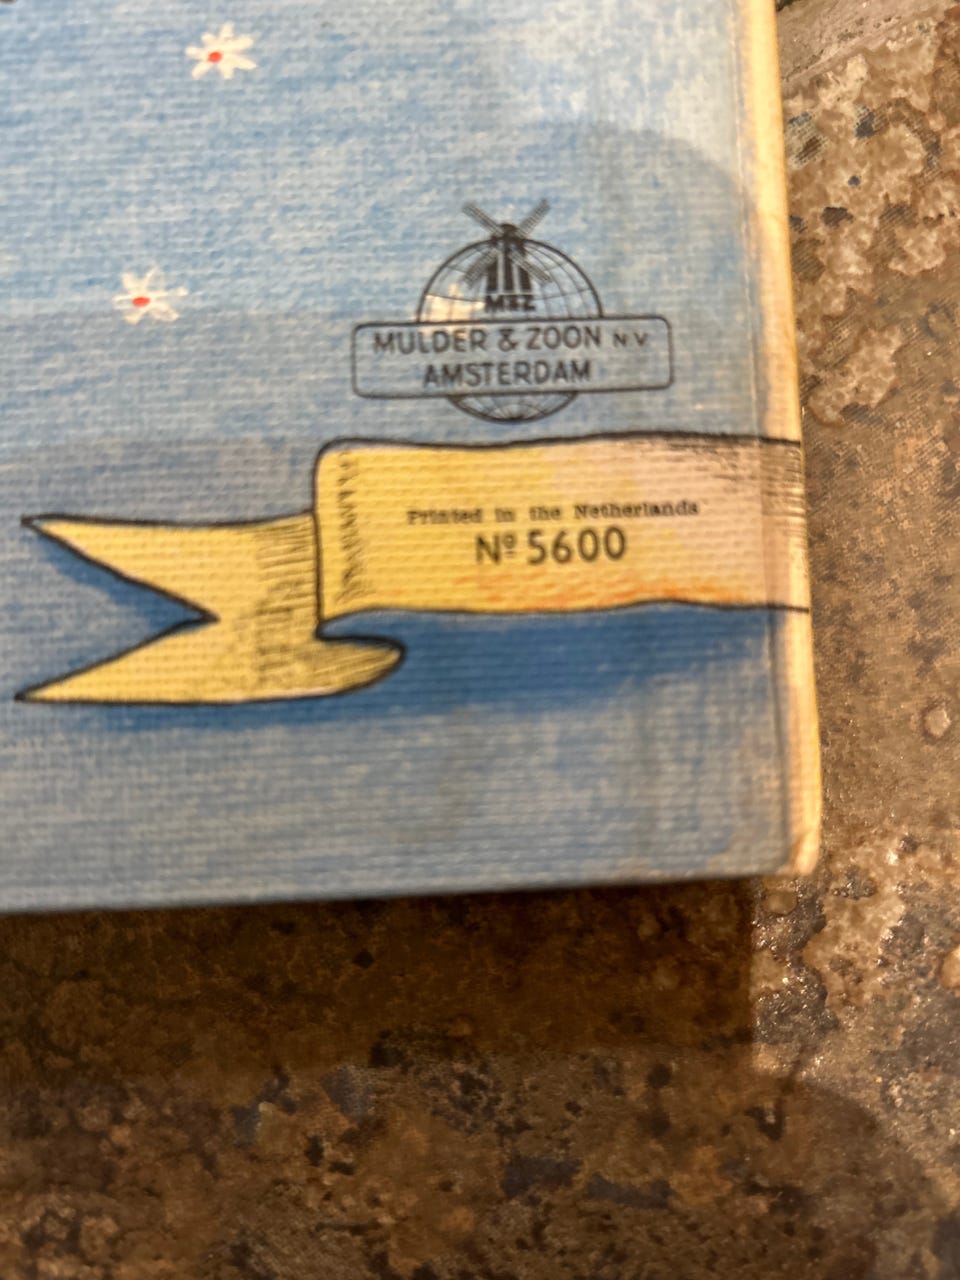 M&Z
MULDER & ZOON N V
AMSTERDAM
Printed in the Netherlands
Nº 5600